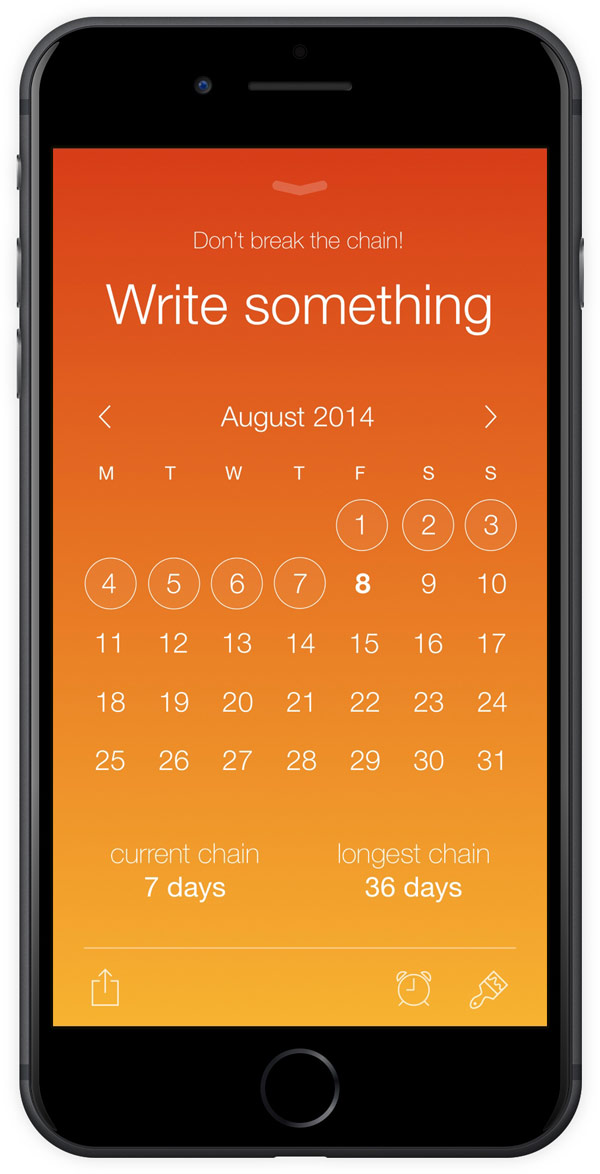 Don't break the chain!
Write something
August 2014
M T W T F S S
1 2 3
4 5 6 7 8 9 10
11 12 13 14 15 16 17
18 19 20 21 22 23 24
25 26 27 28 29 30 31
current chain longest chain
7 days 36 days